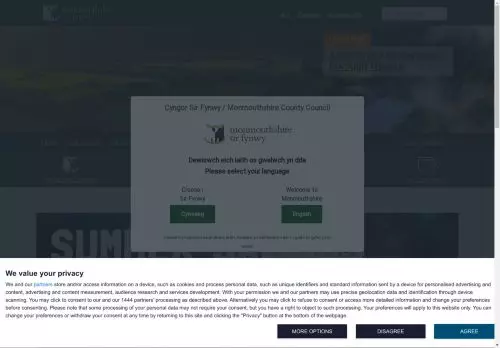 monmouthshire
Cyngor Sir Fynwy / Monmouthshire County Council
monmouthshire
sir fynwy
Dewiswch eich iaith os gwelwch yn dda
Please select your language
Croeso i
Sir Fynwy
Welcome to
Monmouthshire
Cymraeg
English
SUMMER
We value your privacy
We and our partners store and/or access information on a device, such as cookies and process personal data, such as unique identifiers and standard information sent by a device for personalised advertising and
content, advertising and content measurement, audience research and services development. With your permission we and our partners may use precise geolocation data and identification through device
scanning. You may click to consent to our and our 1444 partners' processing as described above. Alternatively you may click to refuse to consent or access more detailed information and change your preferences
before consenting. Please note that some processing of your personal data may not require your consent, but you have a right to object to such processing. Your preferences will apply to this website only. You can
change your preferences or withdraw your consent at any time by returning to this site and clicking the "Privacy" button at the bottom of the webpage.
MORE OPTIONS
DISAGREE
AGREE